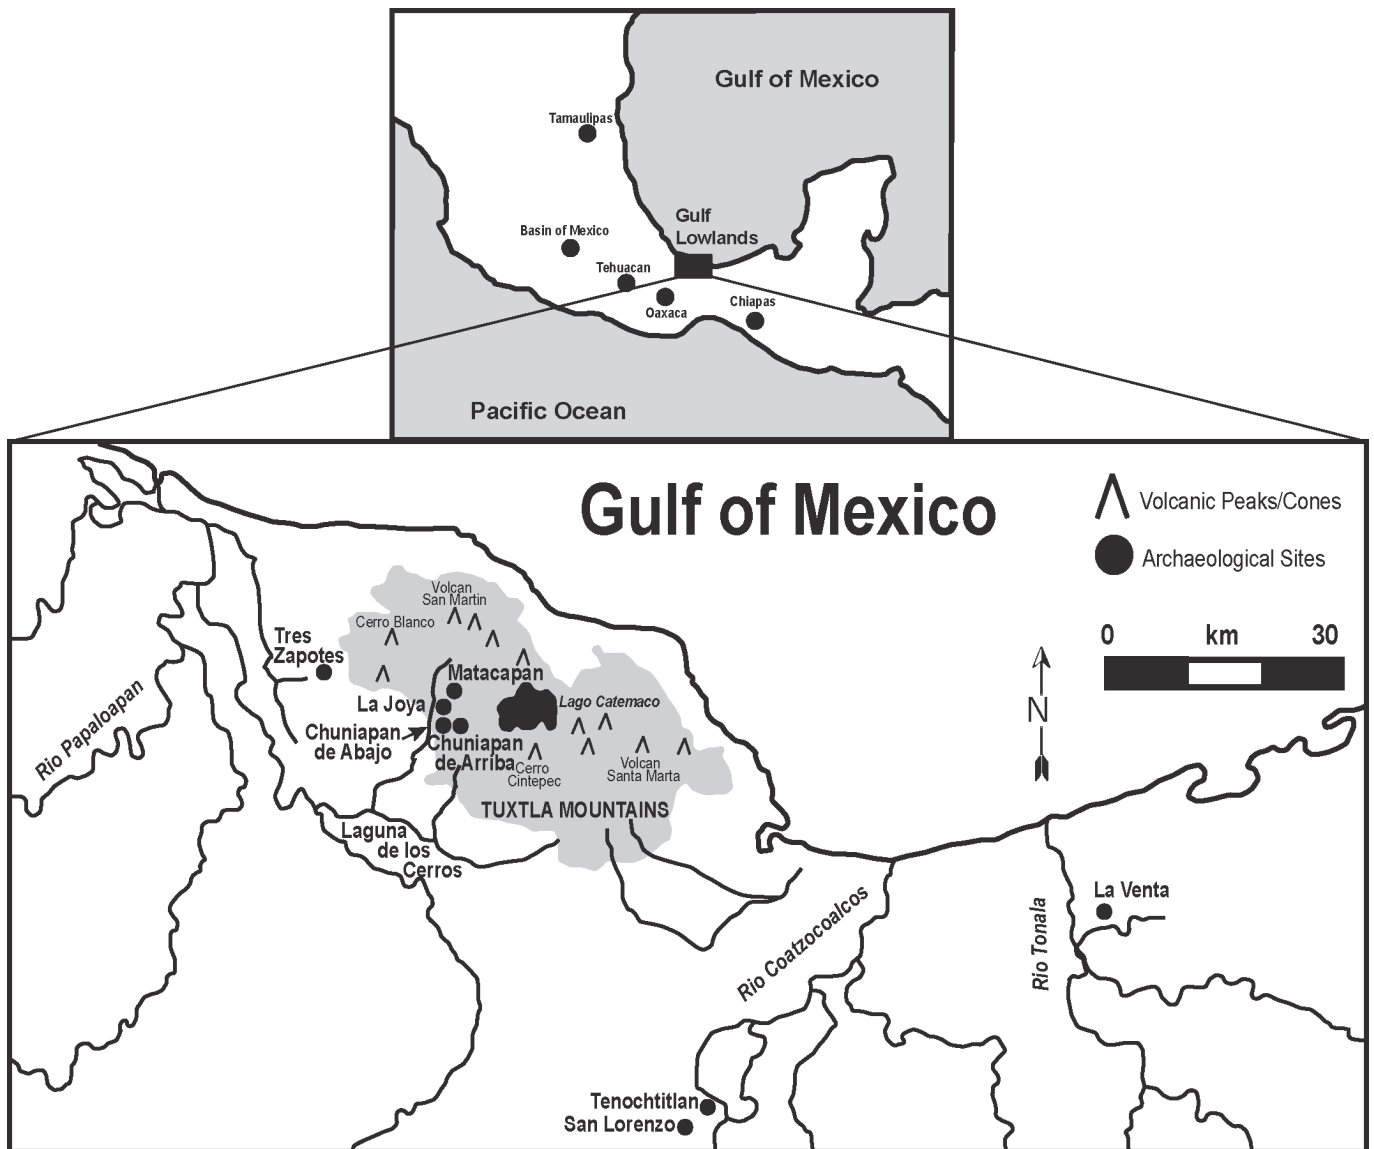 Gulf of Mexico
Tamaulipas
Gulf
Lowlands
Basin of Mexico
Tehuacan
Oaxaca
Chiapas
Pacific Ocean
Gulf of Mexico
Volcanic Peaks/Cones
Archaeological Sites
0 km 30
N
Volcan
San Martin
Cerro Blanco
Tres
Zapotes
Matacapan
La Joya
Lago Catemaco
Chuniapan
de Abajo
Chuniapan
de Arriba
Cerro
Cintepec
Volcan
Santa Marta
TUXTLA MOUNTAINS
Rio Papaloapan
Laguna
de los
Cerros
Rio Coatzocoalcos
Rio Tonala
La Venta
Tenochtitlan
San Lorenzo